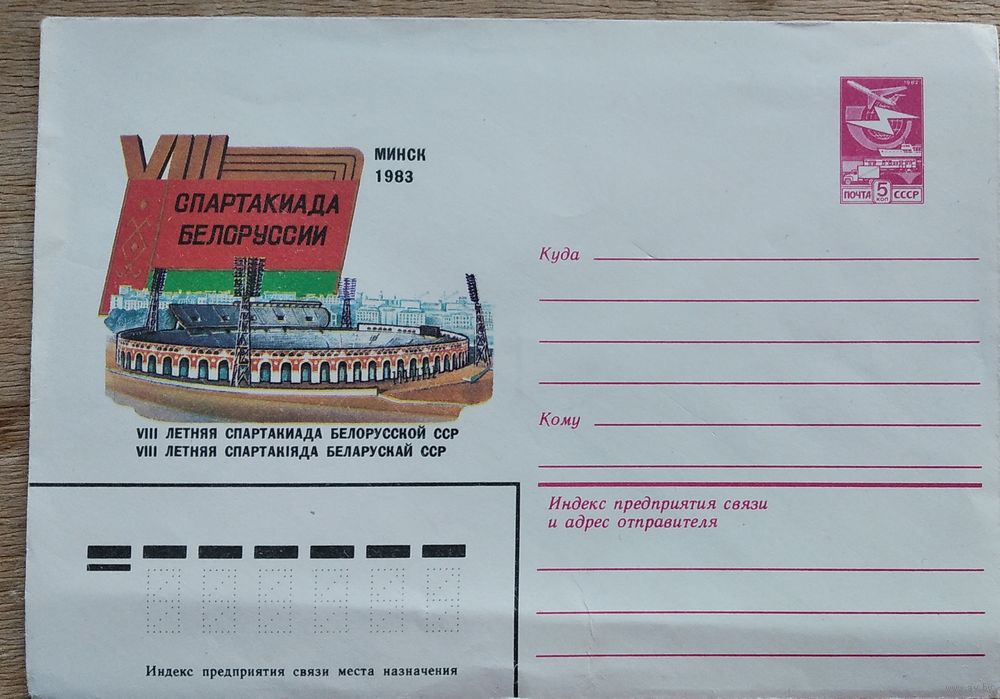 VIII
СПАРТАКИАДА
БЕЛОРУССИИ
МИНСК
1983
VIII ЛЕТНЯЯ СПАРТАКИАДА БЕЛОРУССКОЙ ССР
VIII ЛЕТНЯЯ СПАРТАКІЯДА БЕЛАРУСКАЙ ССР
1982
ПОЧТА 5 КОП СССР
Куда
Кому
Индекс предприятия связи
и адрес отправителя
Индекс предприятия связи места назначения